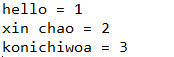 hello = 1
xin chao = 2
konichiwoa = 3